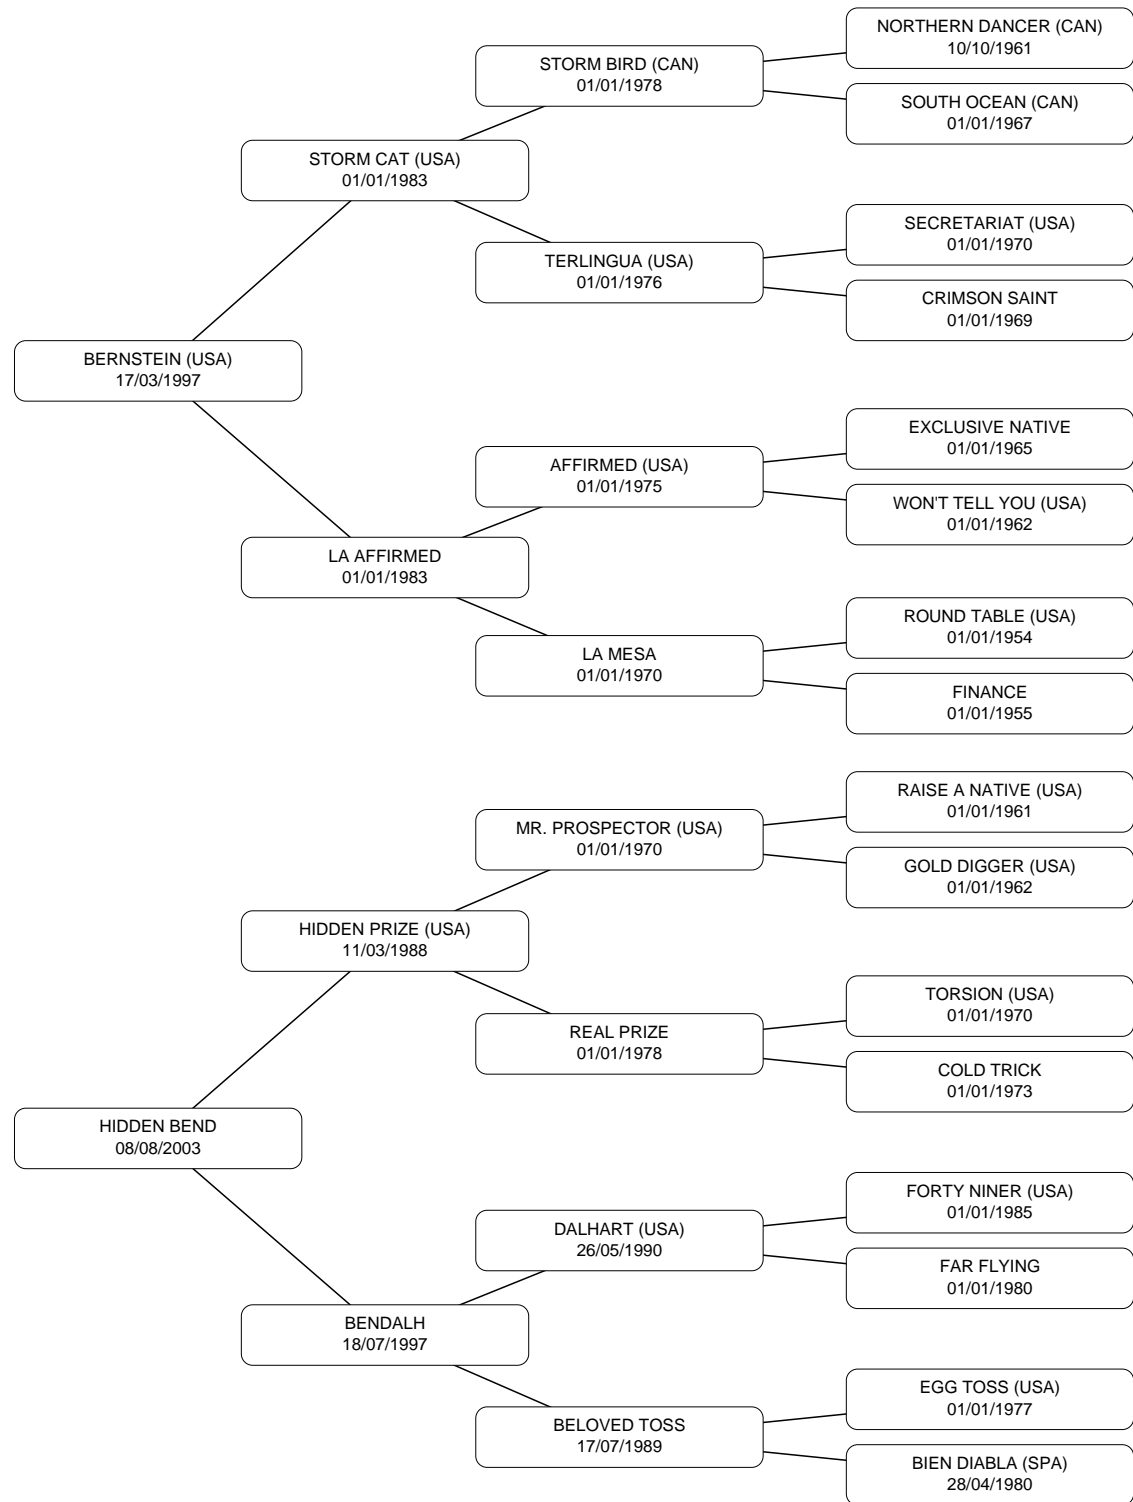 NORTHERN DANCER (CAN)
10/10/1961
STORM BIRD (CAN)
01/01/1978
SOUTH OCEAN (CAN)
01/01/1967
STORM CAT (USA)
01/01/1983
SECRETARIAT (USA)
01/01/1970
TERLINGUA (USA)
01/01/1976
CRIMSON SAINT
01/01/1969
BERNSTEIN (USA)
17/03/1997
EXCLUSIVE NATIVE
01/01/1965
AFFIRMED (USA)
01/01/1975
WON'T TELL YOU (USA)
01/01/1962
LA AFFIRMED
01/01/1983
ROUND TABLE (USA)
01/01/1954
LA MESA
01/01/1970
FINANCE
01/01/1955
RAISE A NATIVE (USA)
01/01/1961
MR. PROSPECTOR (USA)
01/01/1970
GOLD DIGGER (USA)
01/01/1962
HIDDEN PRIZE (USA)
11/03/1988
TORSION (USA)
01/01/1970
REAL PRIZE
01/01/1978
COLD TRICK
01/01/1973
HIDDEN BEND
08/08/2003
FORTY NINER (USA)
01/01/1985
DALHART (USA)
26/05/1990
FAR FLYING
01/01/1980
BENDALH
18/07/1997
EGG TOSS (USA)
01/01/1977
BELOVED TOSS
17/07/1989
BIEN DIABLA (SPA)
28/04/1980